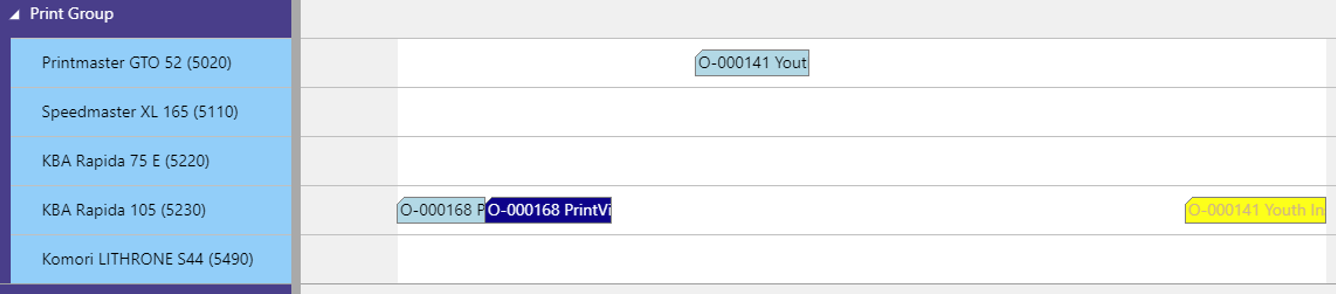 Print Group
Printmaster GTO 52 (5020)
O-000141 Yout
Speedmaster XL 165 (5110)
KBA Rapida 75 E (5220)
KBA Rapida 105 (5230)
O-000168 P
O-000168 PrintVi
O-000141 Youth In
Komori LITHRONE S44 (5490)